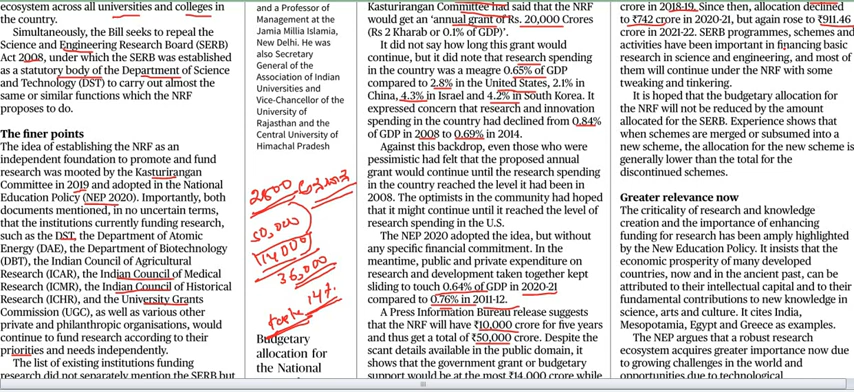 ecosystem across all universities and colleges in
the country.
Simultaneously, the Bill seeks to repeal the
Science and Engineering Research Board (SERB)
Act 2008, under which the SERB was established
as a statutory body of the Department of Science
and Technology (DST) to carry out almost the
same or similar functions which the NRF
proposes to do.
The finer points
The idea of establishing the NRF as an
independent foundation to promote and fund
research was mooted by the Kasturirangan
Committee in 2019 and adopted in the National
Education Policy (NEP 2020). Importantly, both
documents mentioned, in no uncertain terms,
that the institutions currently funding research,
such as the DST, the Department of Atomic
Energy (DAE), the Department of Biotechnology
(DBT), the Indian Council of Agricultural
Research (ICAR), the Indian Council of Medical
Research (ICMR), the Indian Council of Historical
Research (ICHR), and the University Grants
Commission (UGC), as well as various other
private and philanthropic organisations, would
continue to fund research according to their
priorities and needs independently.
The list of existing institutions funding
research did not separately mention the SERB but
and a Professor of
Management at the
Jamia Millia Islamia,
New Delhi. He was
also Secretary
General of the
Association of Indian
Universities and
Vice-Chancellor of the
University of
Rajasthan and the
Central University of
Himachal Pradesh
50,000
14000
36,000
14%
Budgetary
allocation for
the National
Kasturirangan Committee had said that the NRF
would get an ‘annual grant of Rs. 20,000 Crores
(Rs 2 Kharab or 0.1% of GDP)’.
It did not say how long this grant would
continue, but it did note that research spending
in the country was a meagre 0.65% of GDP
compared to 2.8% in the United States, 2.1% in
China, 4.3% in Israel and 4.2% in South Korea. It
expressed concern that research and innovation
spending in the country had declined from 0.84%
of GDP in 2008 to 0.69% in 2014.
Against this backdrop, even those who were
pessimistic had felt that the proposed annual
grant would continue until the research spending
in the country reached the level it had been in
2008. The optimists in the community had hoped
that it might continue until it reached the level of
research spending in the U.S.
The NEP 2020 adopted the idea, but without
any specific financial commitment. In the
meantime, public and private expenditure on
research and development taken together kept
sliding to touch 0.64% of GDP in 2020-21
compared to 0.76% in 2011-12.
A Press Information Bureau release suggests
that the NRF will have ₹10,000 crore for five years
and thus get a total of ₹50,000 crore. Despite the
scant details available in the public domain, it
shows that the government grant or budgetary
support would be at the most ₹14,000 crore while
crore in 2018-19. Since then, allocation declined
to ₹742 crore in 2020-21, but again rose to ₹911.46
crore in 2021-22. SERB programmes, schemes and
activities have been important in financing basic
research in science and engineering, and most of
them will continue under the NRF with some
tweaking and tinkering.
It is hoped that the budgetary allocation for
the NRF will not be reduced by the amount
allocated for the SERB. Experience shows that
when schemes are merged or subsumed into a
new scheme, the allocation for the new scheme is
generally lower than the total for the
discontinued schemes.
Greater relevance now
The criticality of research and knowledge
creation and the importance of enhancing
funding for research has been amply highlighted
by the New Education Policy. It insists that the
economic prosperity of many developed
countries, now and in the ancient past, can be
attributed to their intellectual capital and to their
fundamental contributions to new knowledge in
science, arts and culture. It cites India,
Mesopotamia, Egypt and Greece as examples.
The NEP argues that a robust research
ecosystem acquires greater importance now due
to growing challenges in the world and
opportunities due to technological